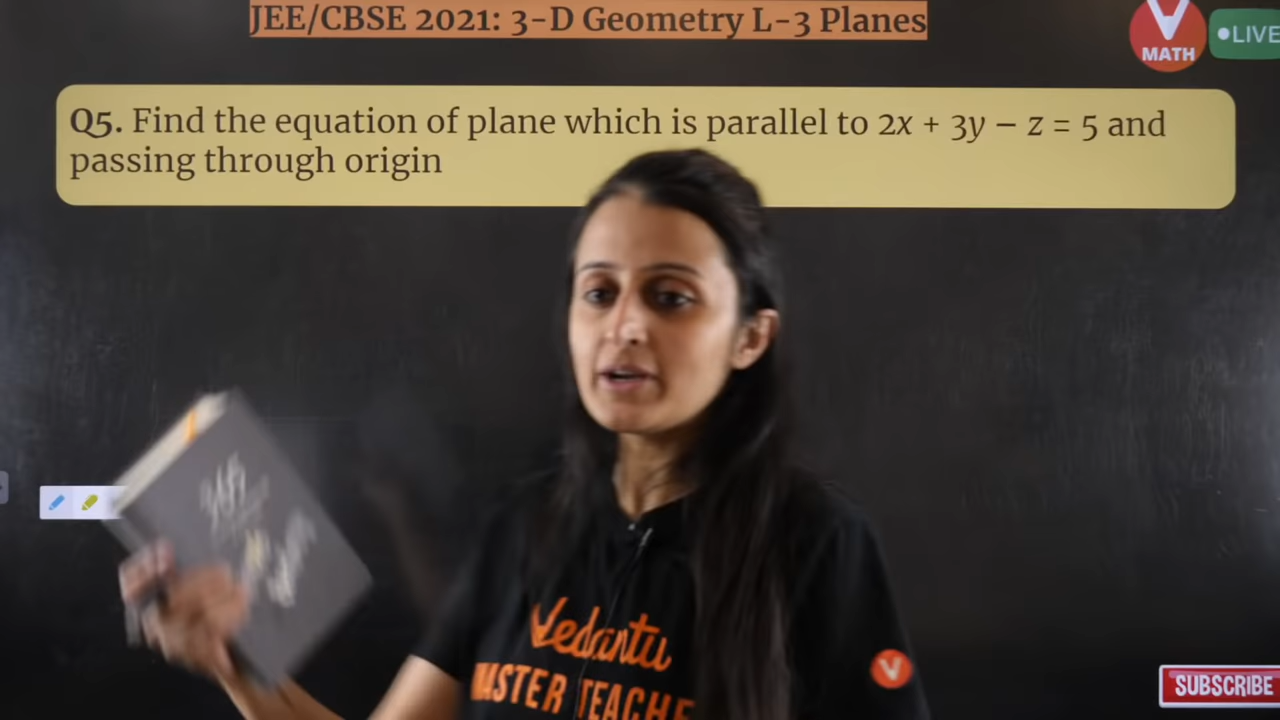 JEE/CBSE 2021: 3-D Geometry L-3 Planes
V
MATH
LIVE
Q5. Find the equation of plane which is parallel to 2x + 3y − z = 5 and
passing through origin
Vedantu
MASTER TEACHE
V
SUBSCRIBE